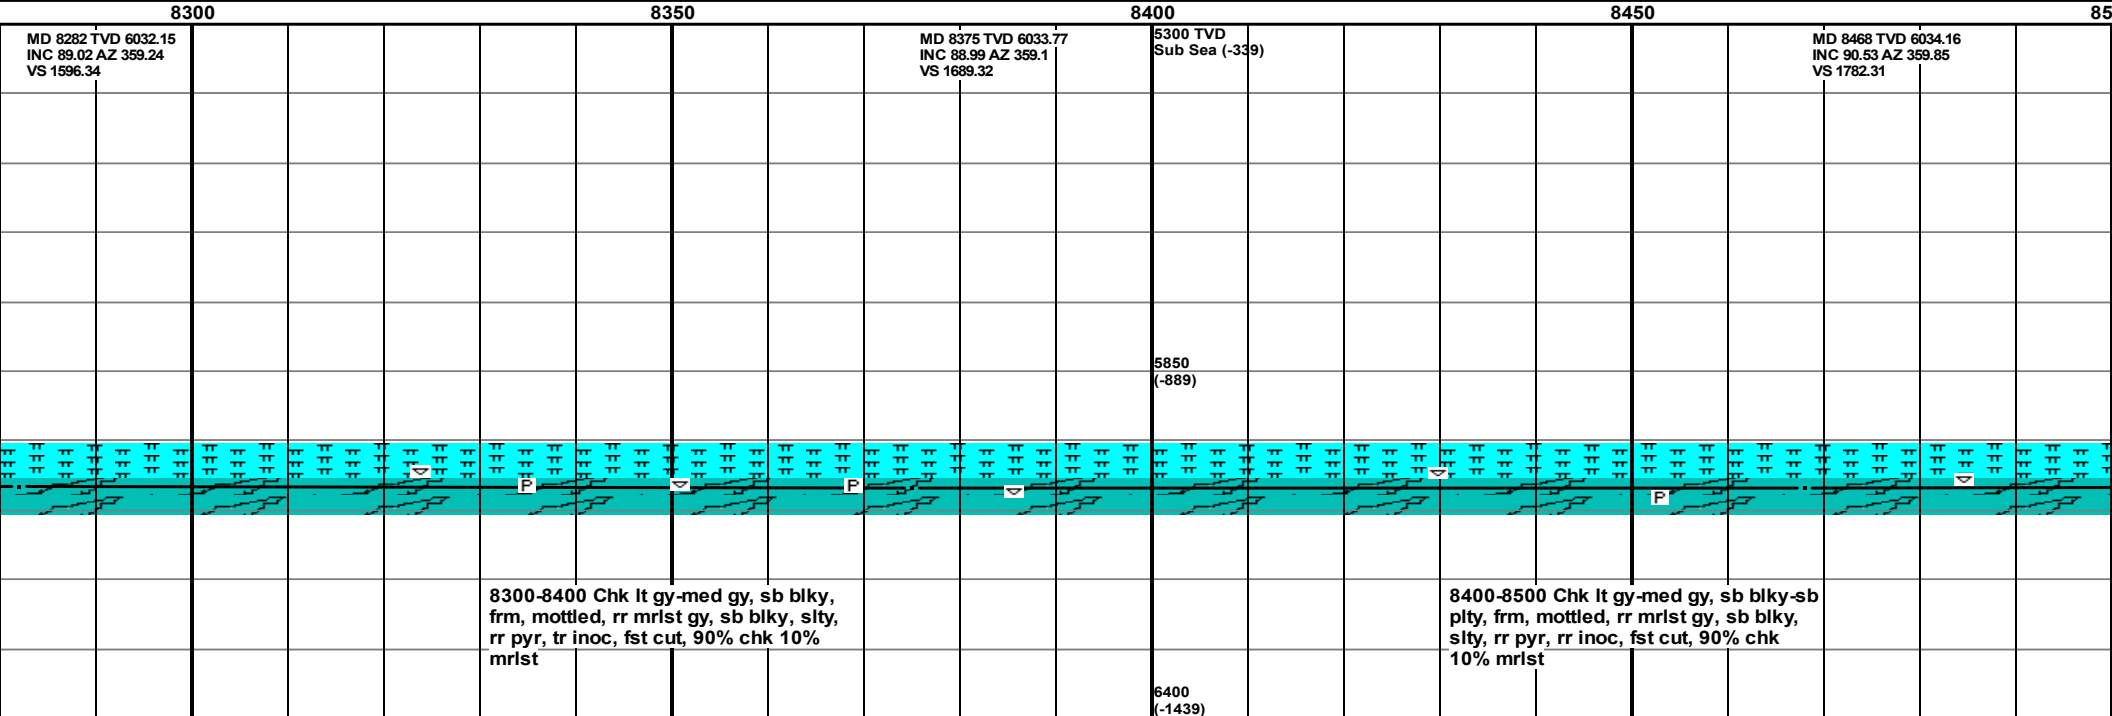 8300 8350 8400 8450 85
MD 8282 TVD 6032.15
INC 89.02 AZ 359.24
VS 1596.34
MD 8375 TVD 6033.77
INC 88.99 AZ 359.1
VS 1689.32
5300 TVD
Sub Sea (-339)
MD 8468 TVD 6034.16
INC 90.53 AZ 359.85
VS 1782.31
5850
(-889)
P
P
P
8300-8400 Chk lt gy-med gy, sb blky,
frm, mottled, rr mrlst gy, sb blky, slty,
rr pyr, tr inoc, fst cut, 90% chk 10%
mrlst
8400-8500 Chk lt gy-med gy, sb blky-sb
plty, frm, mottled, rr mrlst gy, sb blky,
slty, rr pyr, rr inoc, fst cut, 90% chk
10% mrlst
6400
(-1439)